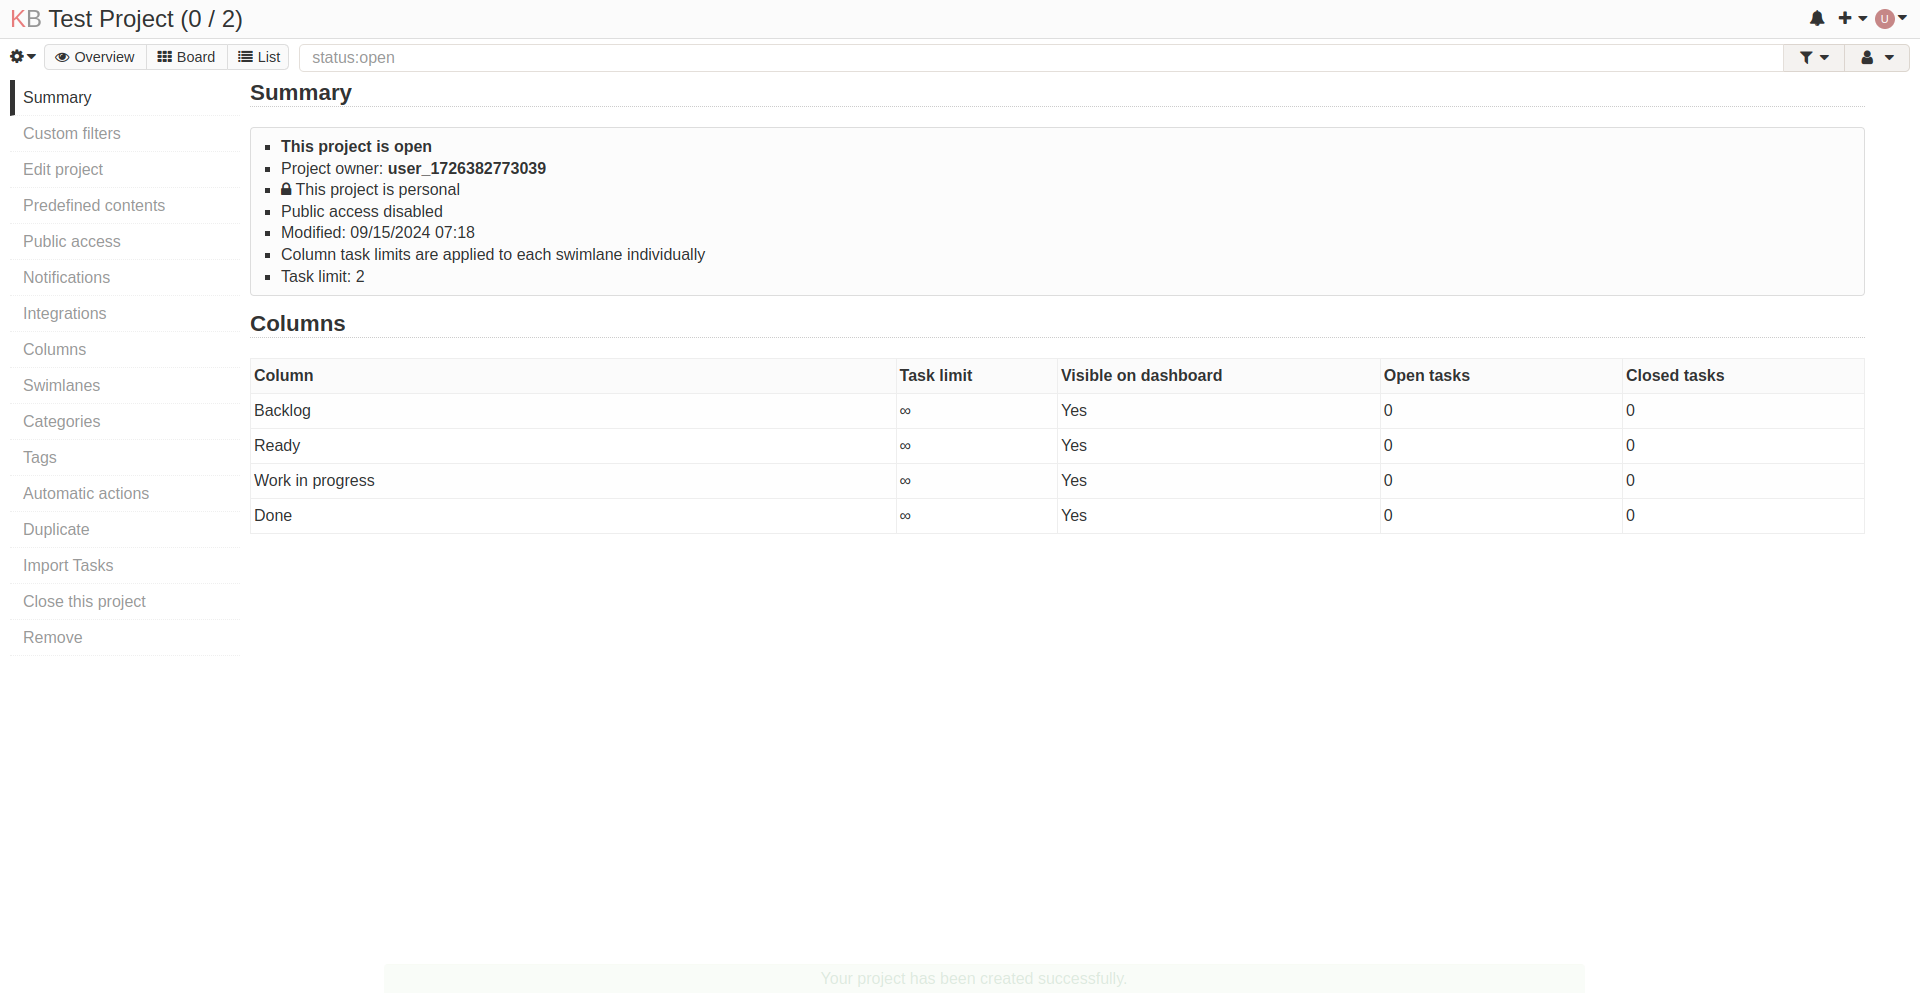 KB Test Project (0 / 2)
U
Overview
Board
List
status:open
Summary
Custom filters
Edit project
Predefined contents
Public access
Notifications
Integrations
Columns
Swimlanes
Categories
Tags
Automatic actions
Duplicate
Import Tasks
Close this project
Remove
Summary
This project is open
Project owner: user_1726382773039
This project is personal
Public access disabled
Modified: 09/15/2024 07:18
Column task limits are applied to each swimlane individually
Task limit: 2
Columns
Column Task limit Visible on dashboard Open tasks Closed tasks
Backlog ∞ Yes 0 0
Ready ∞ Yes 0 0
Work in progress ∞ Yes 0 0
Done ∞ Yes 0 0
Your project has been created successfully.